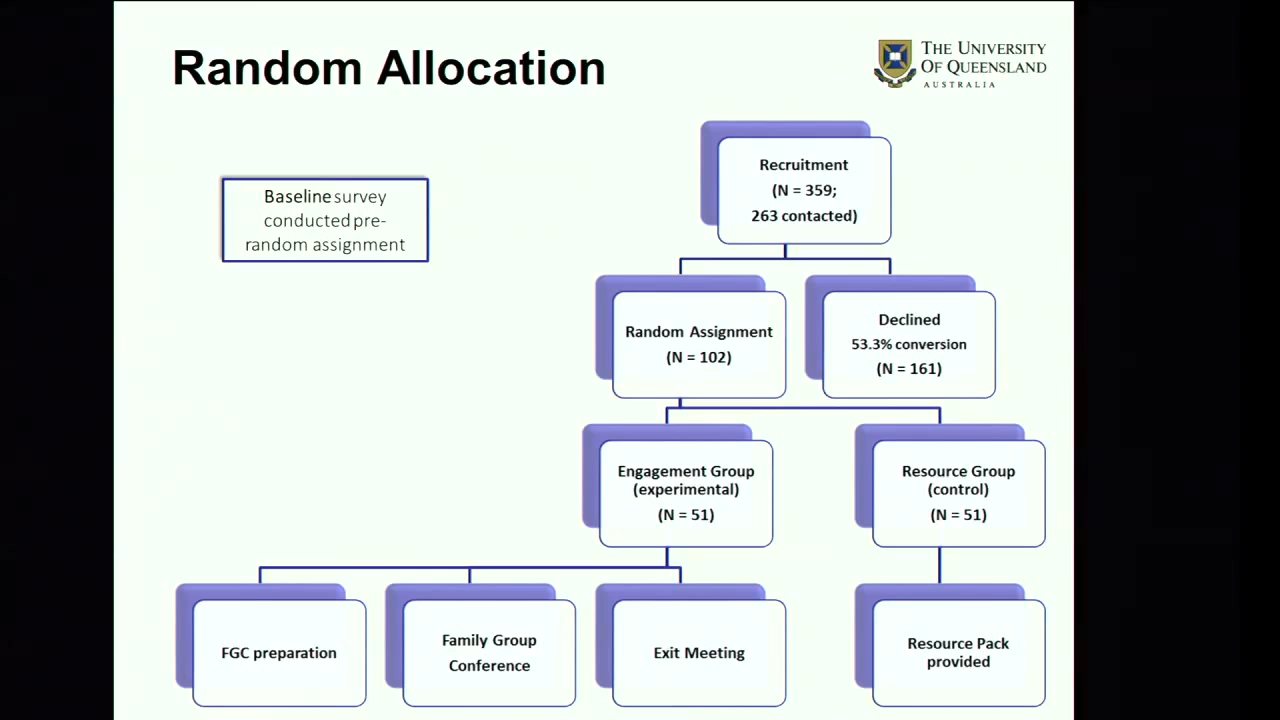 Random Allocation
THE UNIVERSITY
OF QUEENSLAND
AUSTRALIA
Baseline survey
conducted pre-
random assignment
Recruitment
(N = 359;
263 contacted)
Random Assignment
(N = 102)
Declined
53.3% conversion
(N = 161)
Engagement Group
(experimental)
(N = 51)
Resource Group
(control)
(N = 51)
FGC preparation
Family Group
Conference
Exit Meeting
Resource Pack
provided